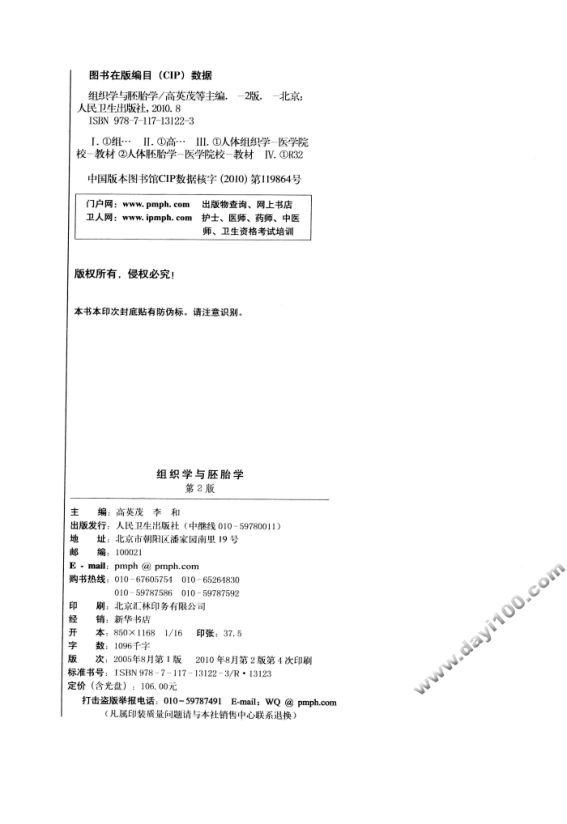 图书在版编目（CIP）数据
组织学与胚胎学/高英茂等主编. —2版. —北京:
人民卫生出版社, 2010. 8
ISBN 978-7-117-13122-3
Ⅰ. ①组… Ⅱ. ①高… Ⅲ. ①人体组织学—医学院
校—教材 ②人体胚胎学—医学院校—教材 Ⅳ. ①R32
中国版本图书馆CIP数据核字 (2010) 第119864号
门户网：www. pmph. com 出版物查询、网上书店
卫人网：www. ipmph. com 护士、医师、药师、中医
师、卫生资格考试培训
版权所有，侵权必究！
本书本印次封底贴有防伪标。请注意识别。
组织学与胚胎学
第2版
主 编：高英茂 李 和
出版发行：人民卫生出版社（中继线 010-59780011）
地 址：北京市朝阳区潘家园南里 19 号
邮 编：100021
E - mail：pmph @ pmph.com
购书热线：010-67605754 010-65264830
010-59787586 010-59787592
印 刷：北京汇林印务有限公司
经 销：新华书店
开 本：850×1168 1/16 印张：37.5
字 数：1096千字
版 次：2005年8月第1版 2010年8月第2版第4次印刷
标准书号：ISBN 978-7-117-13122-3/R·13123
定价（含光盘）：106.00元
打击盗版举报电话：010-59787491 E-mail：WQ @ pmph.com
（凡属印装质量问题请与本社销售中心联系退换）
www.dayi100.com